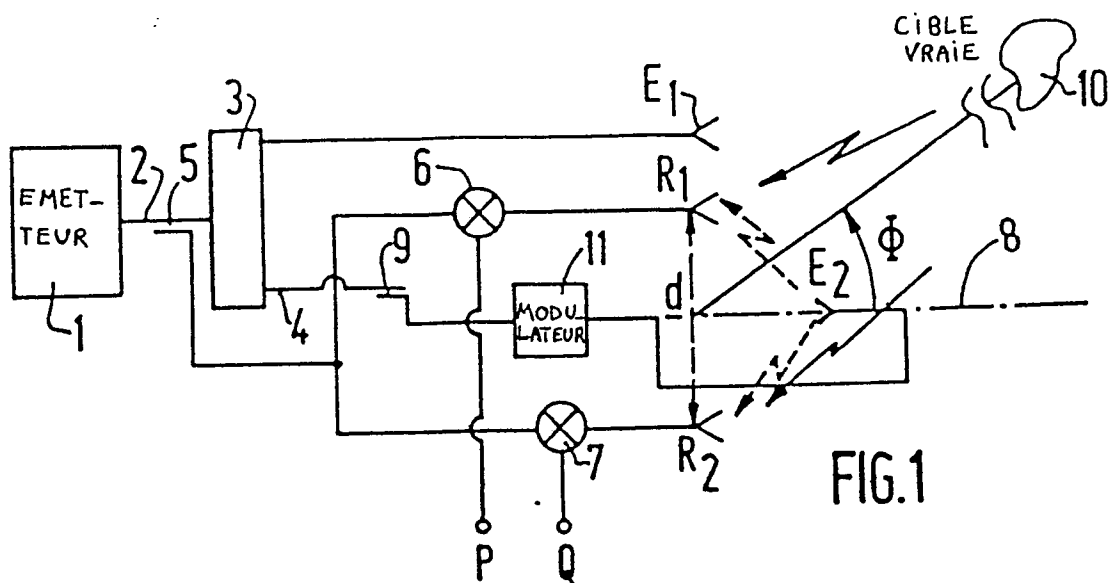 CIBLE
VRAIE
10
3
E1
EMET-
TEUR
2
5
6
R1
Φ
8
1
4
9
11
MODU
LATEUR
d
E2
7
R2
P
Q
FIG.1